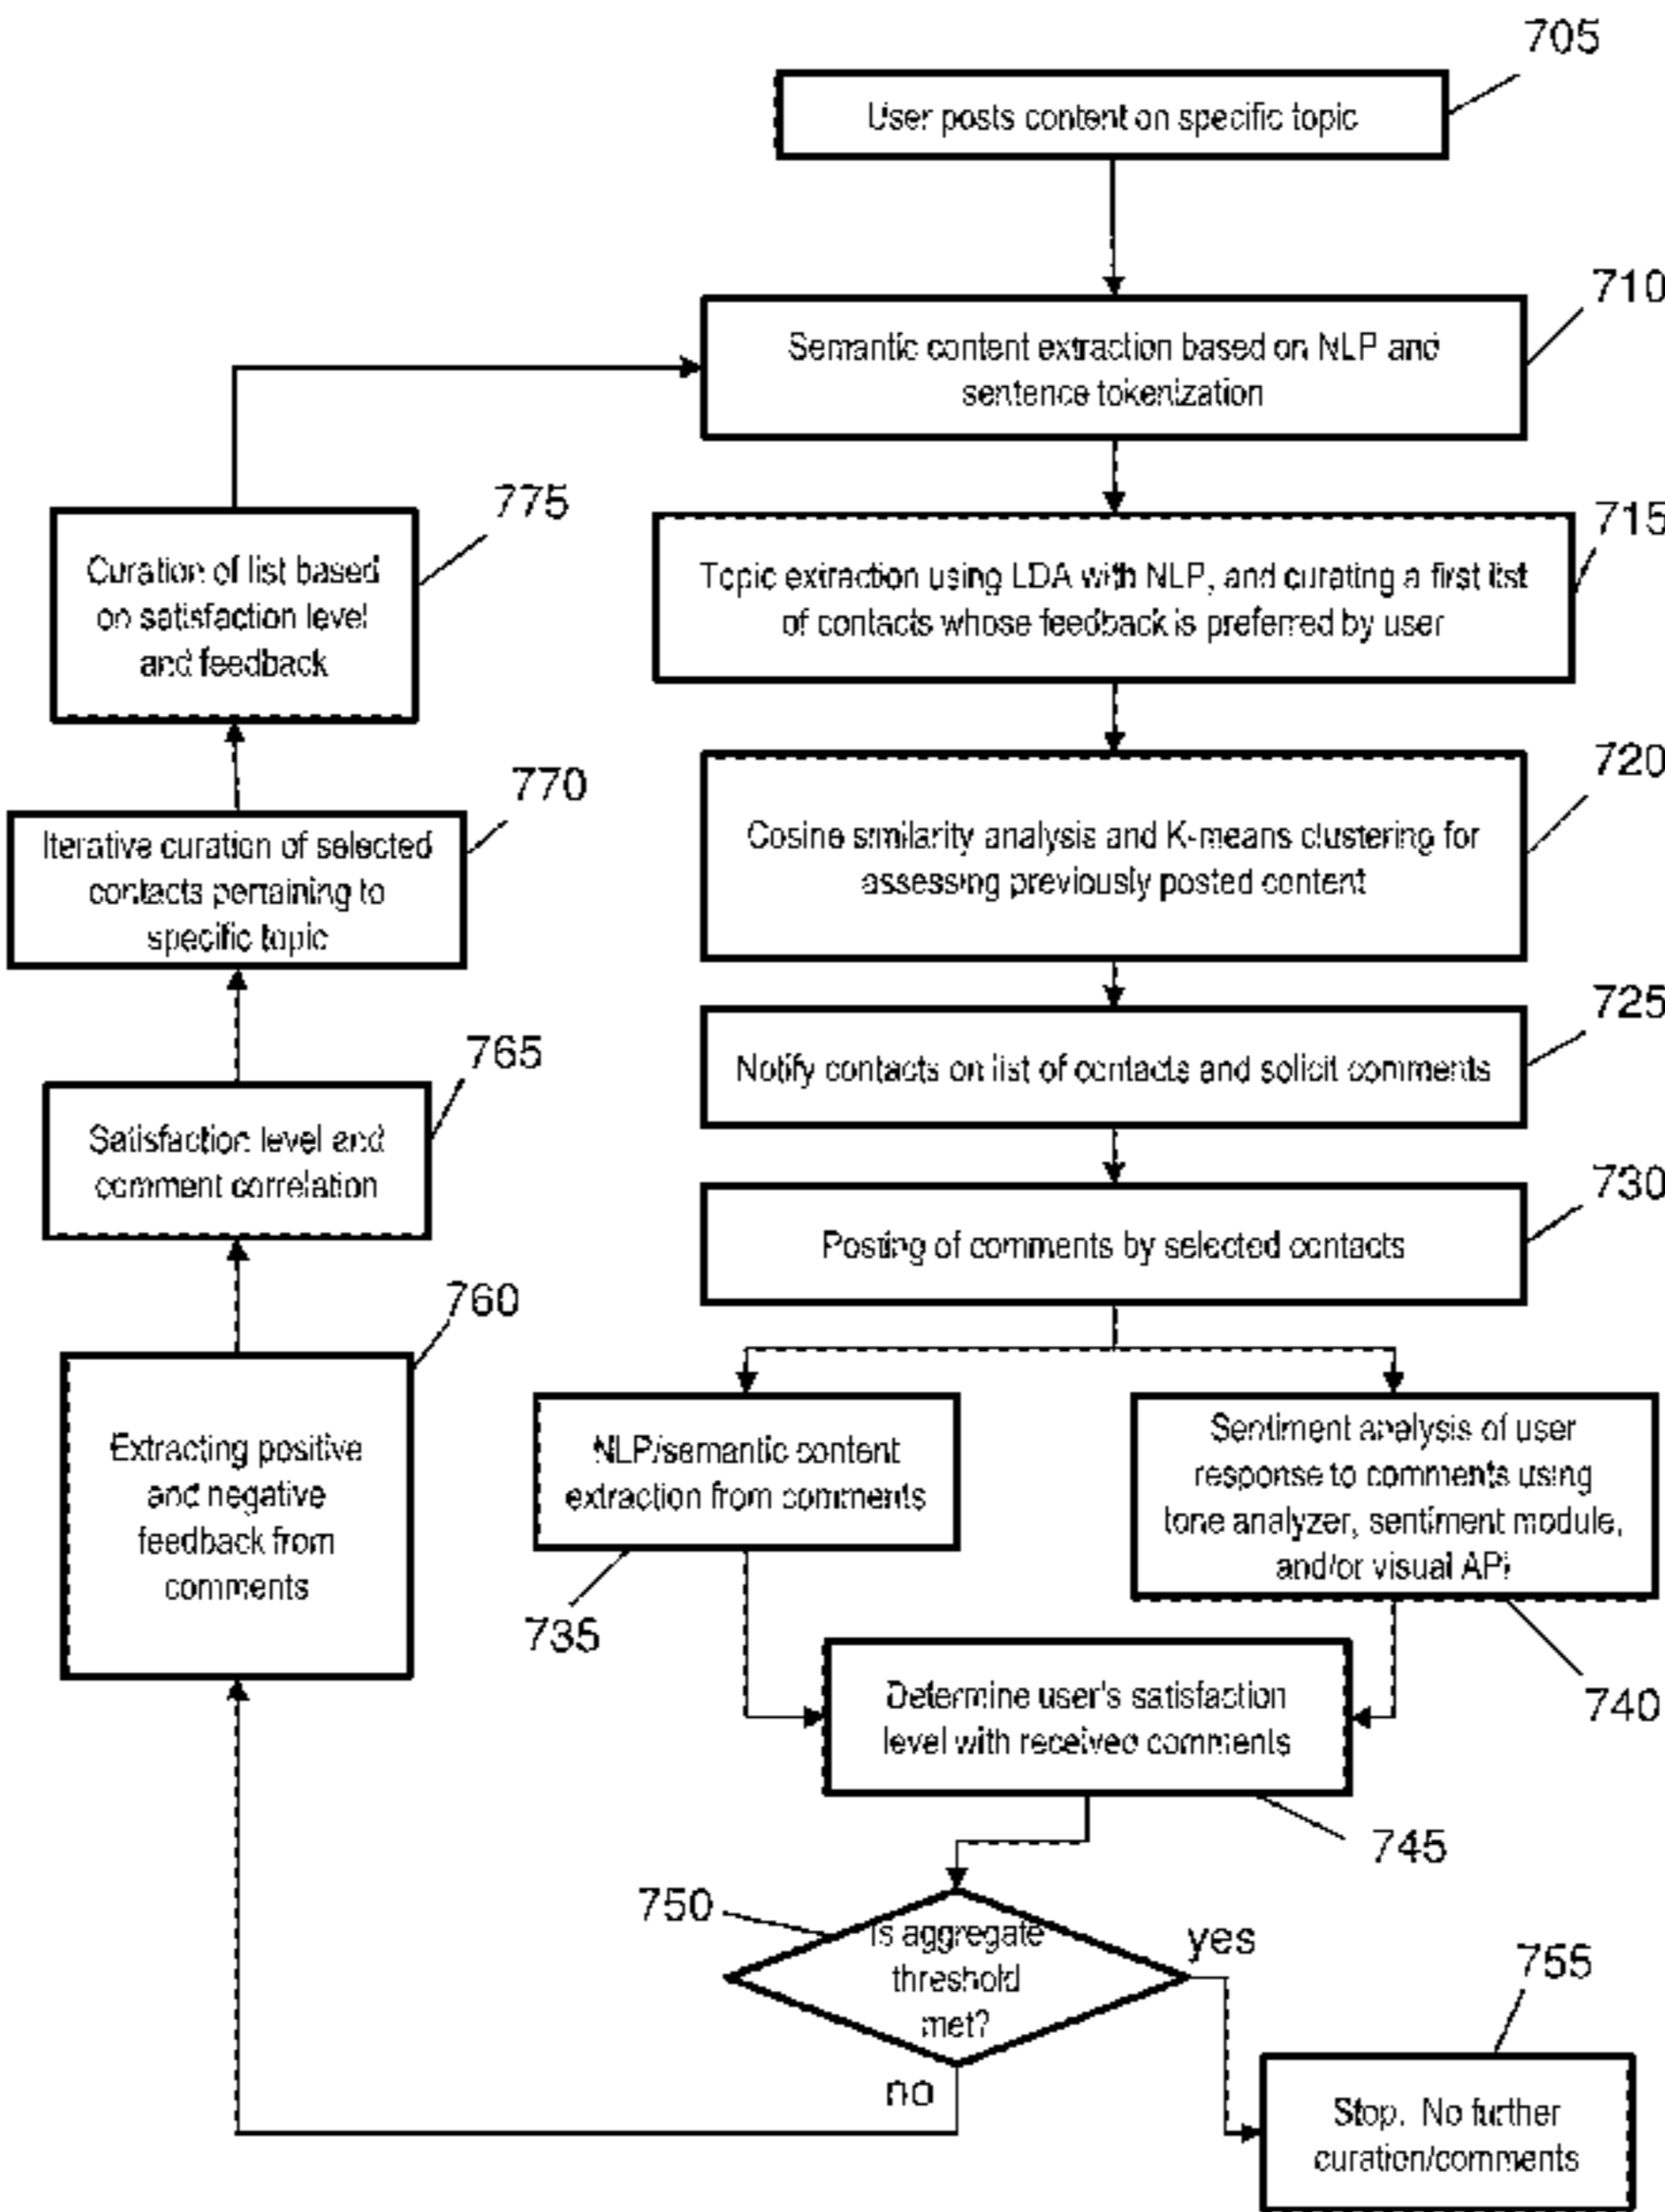 705
User posts content on specific topic
710
Semantic content extraction based on NLP and
sentence tokenization
715
Topic extraction using LDA with NLP, and curating a first list
of contacts whose feedback is preferred by user
720
Cosine similarity analysis and K-means clustering for
assessing previously posted content
725
Notify contacts on list of contacts and solicit comments
730
Posting of comments by selected contacts
NLP/semantic content
extraction from comments
735
Sentiment analysis of user
response to comments using
tone analyzer, sentiment module,
and/or visual API
740
Determine user's satisfaction
level with received comments
745
750
Is aggregate
threshold
met?
yes
no
755
Stop. No further
curation/comments
760
Extracting positive
and negative
feedback from
comments
765
Satisfaction level and
comment correlation
770
Iterative curation of selected
contacts pertaining to
specific topic
775
Curation of list based
on satisfaction level
and feedback